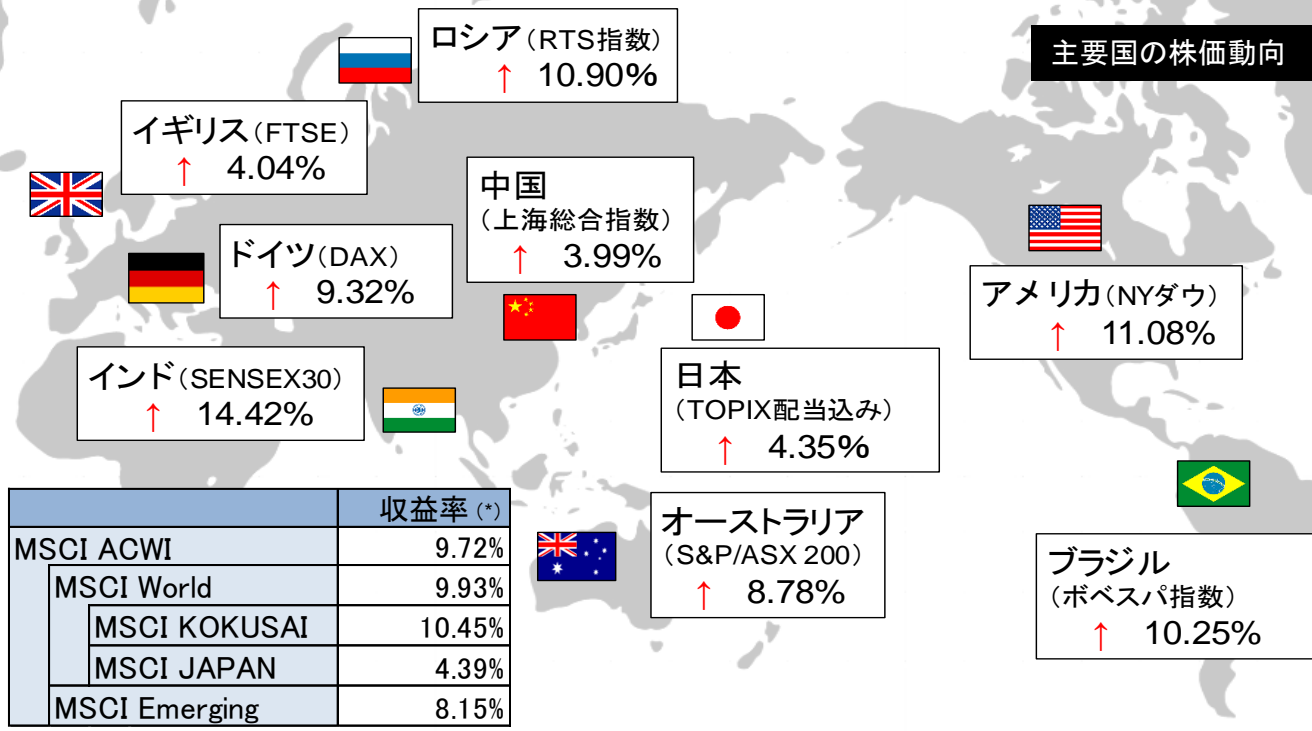 主要国の株価動向
ロシア(RTS指数)
↑ 10.90%
イギリス(FTSE)
↑ 4.04%
中国
(上海総合指数)
↑ 3.99%
ドイツ(DAX)
↑ 9.32%
アメリカ(NYダウ)
↑ 11.08%
インド(SENSEX30)
↑ 14.42%
日本
(TOPIX配当込み)
↑ 4.35%
オーストラリア
(S&P/ASX 200)
↑ 8.78%
ブラジル
(ボベスパ指数)
↑ 10.25%
収益率(*)
MSCI ACWI 9.72%
MSCI World 9.93%
MSCI KOKUSAI 10.45%
MSCI JAPAN 4.39%
MSCI Emerging 8.15%